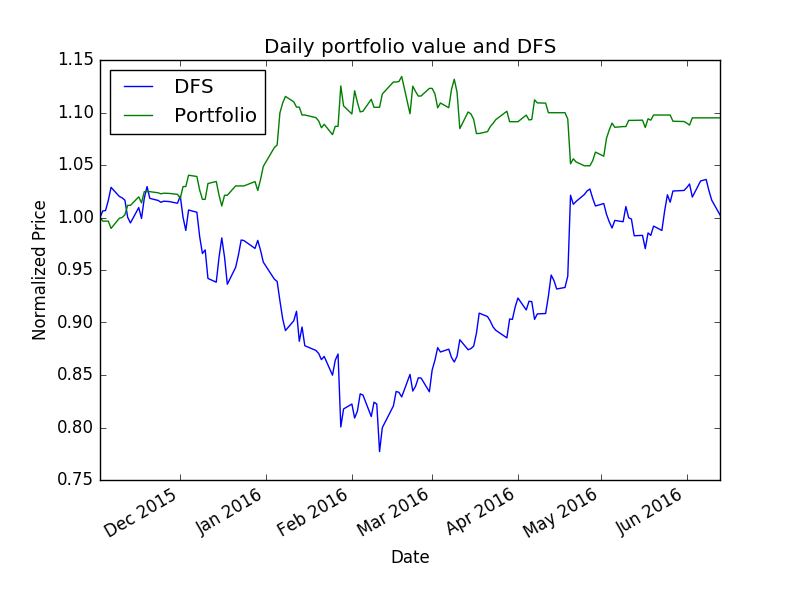 Daily portfolio value and DFS
DFS
Portfolio
1.15
1.10
1.05
1.00
0.95
0.90
0.85
0.80
0.75
Normalized Price
Dec 2015
Jan 2016
Feb 2016
Mar 2016
Apr 2016
May 2016
Jun 2016
Date